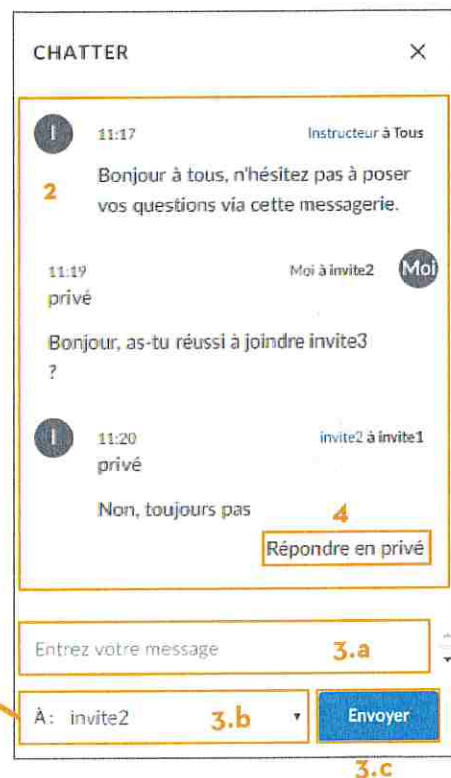 CHATTER ×
I 11:17 Instructeur à Tous
2
Bonjour à tous, n'hésitez pas à poser
vos questions via cette messagerie.
11:19 Moi à invite2 Moi
privé
Bonjour, as-tu réussi à joindre invite3
?
I 11:20 invite2 à invite1
privé
Non, toujours pas
4
Répondre en privé
Entrez votre message 3.a
À: invite2 3.b Envoyer
3.c